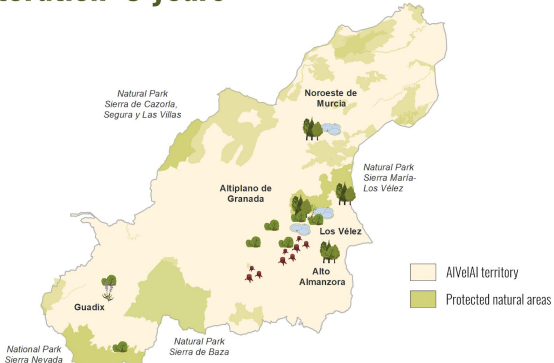 Natural Park
Sierra de Cazorla,
Segura y Las Villas
Noroeste de
Murcia
Natural Park
Sierra María-
Los Vélez
Altiplano de
Granada
Los Vélez
Alto
Almanzora
AlVelAl territory
Protected natural areas
Guadix
Natural Park
Sierra de Baza
National Park
Sierra Nevada